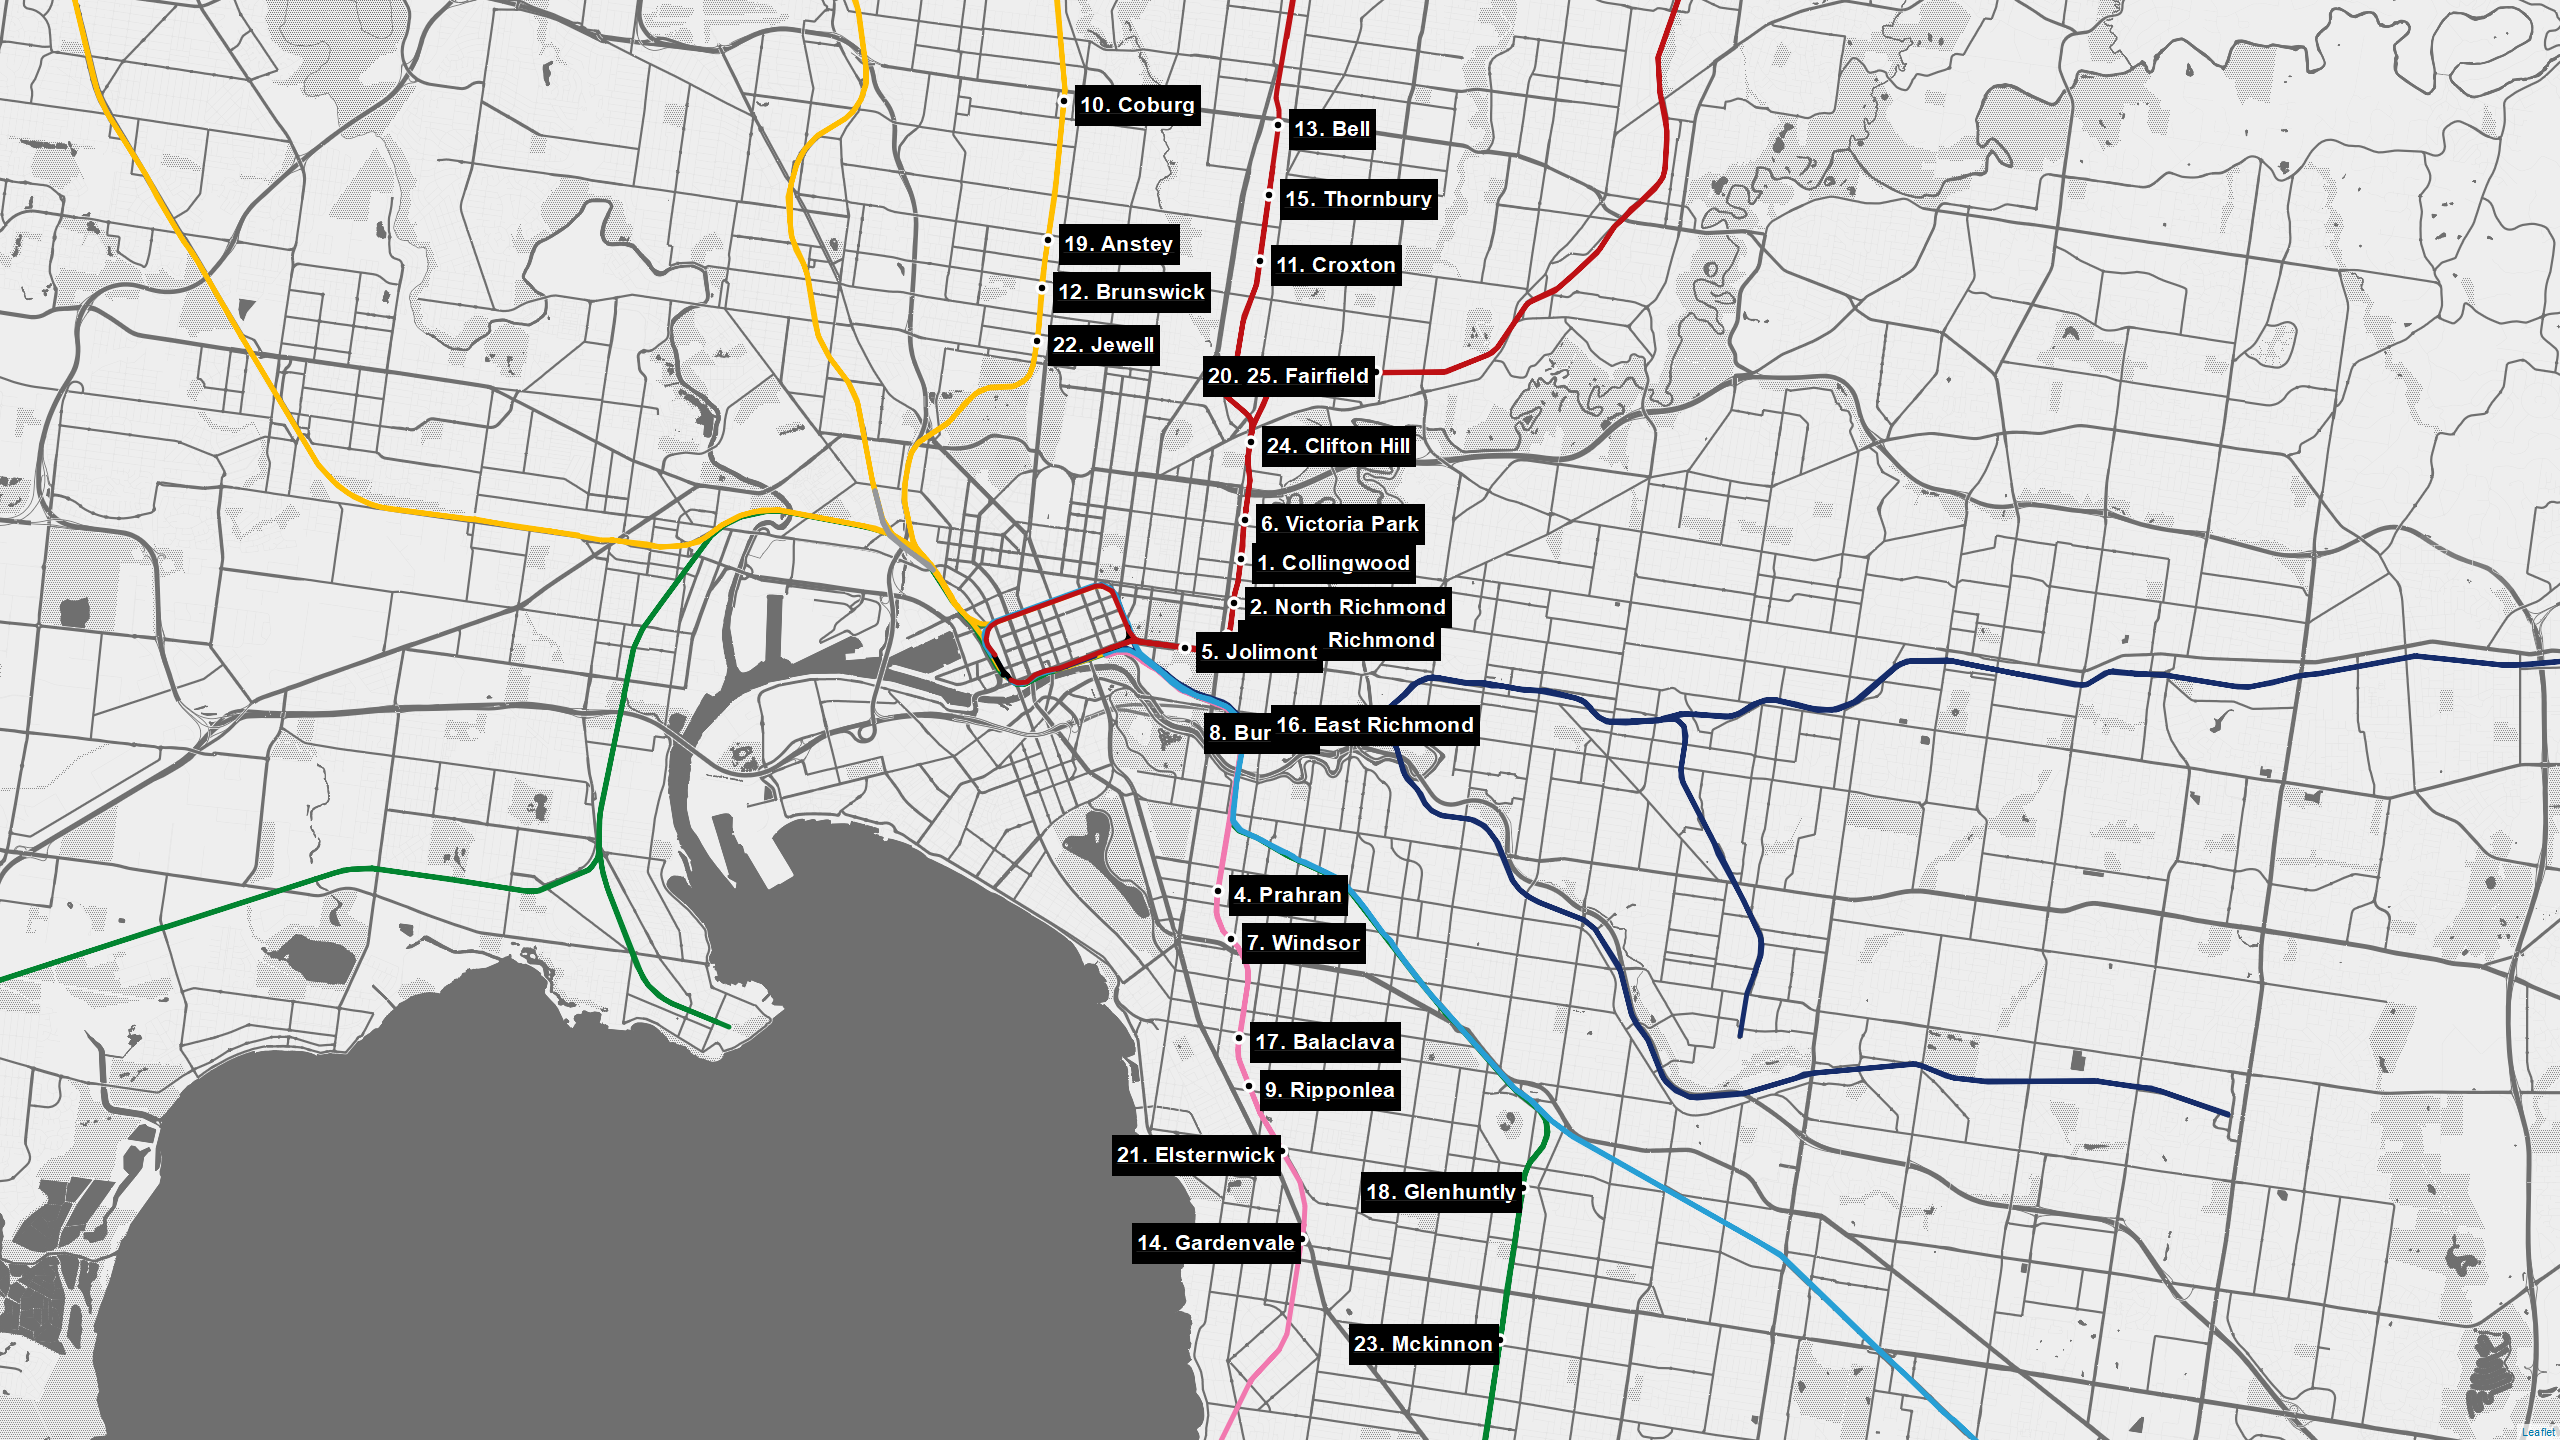 10. Coburg
13. Bell
15. Thornbury
19. Anstey
11. Croxton
12. Brunswick
22. Jewell
20. 25. Fairfield
24. Clifton Hill
6. Victoria Park
1. Collingwood
2. North Richmond
Richmond
5. Jolimont
16. East Richmond
8. Bur
4. Prahran
7. Windsor
17. Balaclava
9. Ripponlea
21. Elsternwick
18. Glenhuntly
14. Gardenvale
23. Mckinnon
Leaflet